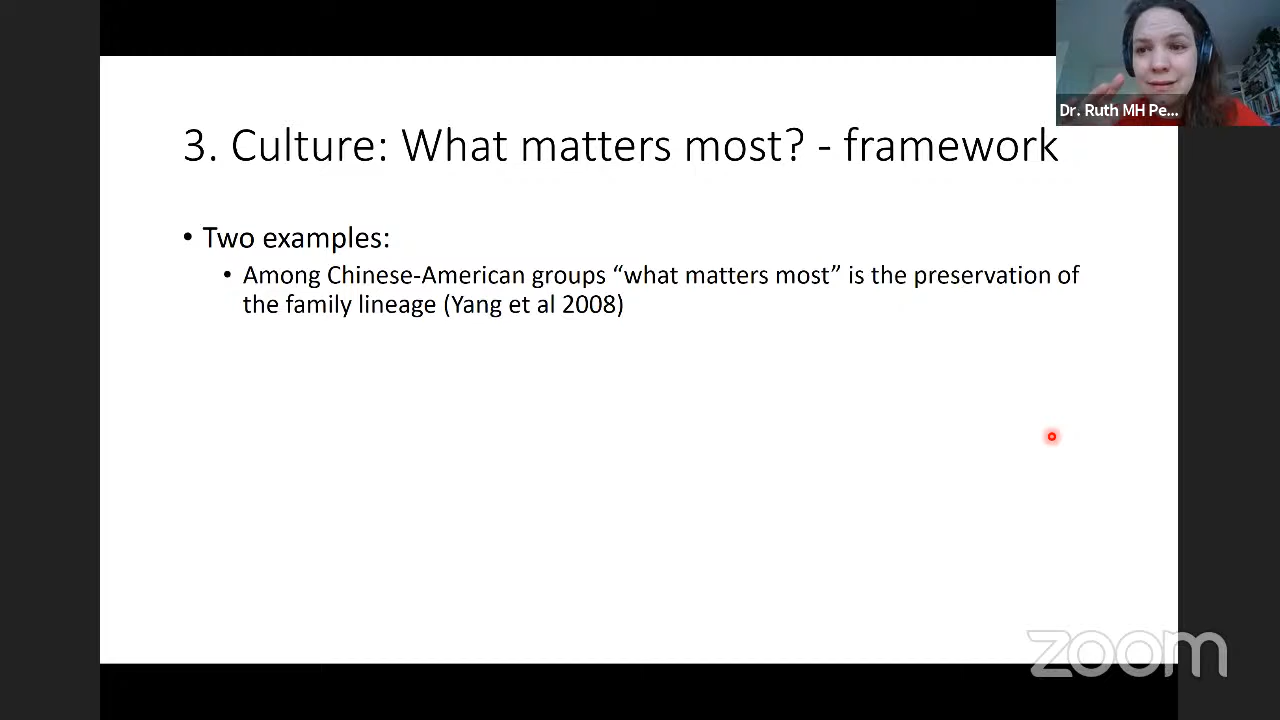 Dr. Ruth MH Pe...
3. Culture: What matters most? - framework
• Two examples:
• Among Chinese-American groups “what matters most” is the preservation of
the family lineage (Yang et al 2008)
zoom